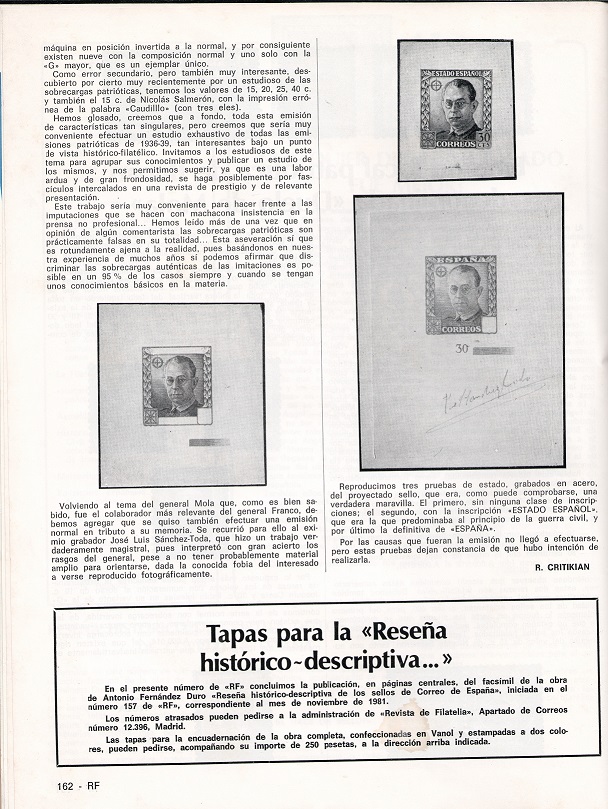 máquina en posición invertida a la normal, y por consiguiente
existen nueve con la composición normal y uno solo con la
«G» mayor, que es un ejemplar único.
Como error secundario, pero también muy interesante, des-
cubierto por cierto muy recientemente por un estudioso de las
sobrecargas patrióticas, tenemos los valores de 15, 20, 25, 40 c.
y también el 15 c. de Nicolás Salmerón, con la impresión erró-
nea de la palabra «Caudilllo» (con tres eles).
Hemos glosado, creemos que a fondo, toda esta emisión
de características tan singulares, pero creemos que sería muy
conveniente efectuar un estudio exhaustivo de todas las emi-
siones patrióticas de 1936-39, tan interesantes bajo un punto
de vista histórico-filatélico. Invitamos a los estudiosos de este
tema para agrupar sus conocimientos y publicar un estudio de
los mismos, y nos permitimos sugerir, ya que es una labor
ardua y de gran frondosidad, se haga posiblemente por fas-
cículos intercalados en una revista de prestigio y de relevante
presentación.
Este trabajo sería muy conveniente para hacer frente a las
imputaciones que se hacen con machacona insistencia en la
prensa no profesional... Hemos leído más de una vez que en
opinión de algún comentarista las sobrecargas patrióticas son
prácticamente falsas en su totalidad... Esta aseveración sí que
es rotundamente ajena a la realidad, pues basándonos en nues-
tra experiencia de muchos años sí podemos afirmar que dis-
criminar las sobrecargas auténticas de las imitaciones es po-
sible en un 95 % de los casos siempre y cuando se tengan
unos conocimientos básicos en la materia.
Volviendo al tema del general Mola que, como es bien sa-
bido, fue el colaborador más relevante del general Franco, de-
bemos agregar que se quiso también efectuar una emisión
normal en tributo a su memoria. Se recurrió para ello al exi-
mio grabador José Luis Sánchez-Toda, que hizo un trabajo ver-
daderamente magistral, pues interpretó con gran acierto los
rasgos del general, pese a no tener probablemente material
amplio para orientarse, dada la conocida fobia del interesado
a verse reproducido fotográficamente.
ESTADO ESPAÑOL
30
CTS
CORREOS
ESPAÑA
CORREOS
30
Reproducimos tres pruebas de estado, grabados en acero,
del proyectado sello, que era, como puede comprobarse, una
verdadera maravilla. El primero, sin ninguna clase de inscrip-
ciones; el segundo, con la inscripción «ESTADO ESPAÑOL»,
que era la que predominaba al principio de la guerra civil, y
por último la definitiva de «ESPAÑA».
Por las causas que fueran la emisión no llegó a efectuarse,
pero estas pruebas dejan constancia de que hubo intención de
realizarla.
R. CRITIKIAN
Tapas para la «Reseña
histórico-descriptiva...»
En el presente número de «RF» concluimos la publicación, en páginas centrales, del facsímil de la obra
de Antonio Fernández Duro «Reseña histórico-descriptiva de los sellos de Correo de España», iniciada en el
número 157 de «RF», correspondiente al mes de noviembre de 1981.
Los números atrasados pueden pedirse a la administración de «Revista de Filatelia», Apartado de Correos
número 12.396, Madrid.
Las tapas para la encuadernación de la obra completa, confeccionadas en Vanol y estampadas a dos colo-
res, pueden pedirse, acompañando su importe de 250 pesetas, a la dirección arriba indicada.
162 - RF